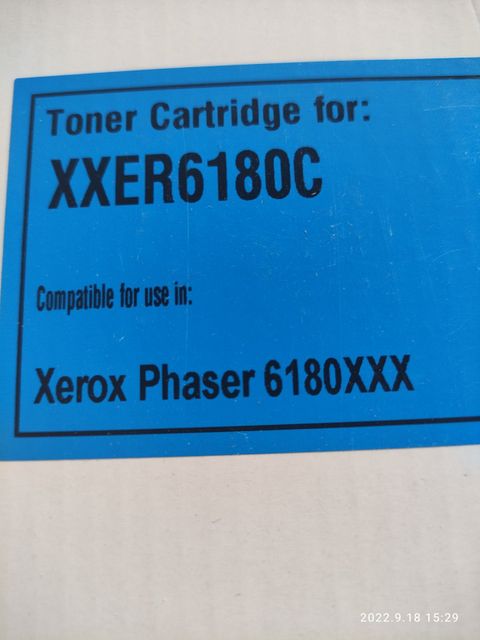 Toner Cartridge for:
XXER6180C
Compatible for use in:
Xerox Phaser 6180XXX
2022.9.18 15:29